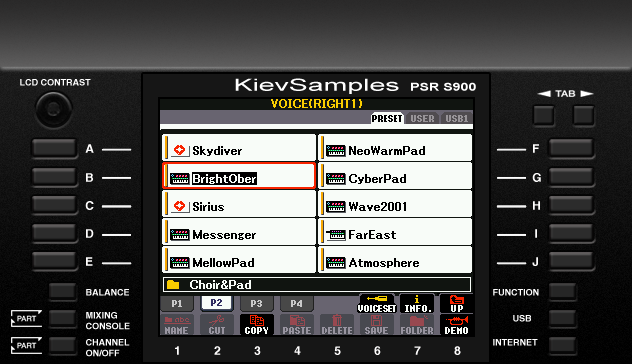 KievSamples PSR S900
LCD CONTRAST
TAB
VOICE(RIGHT1)
PRESET USER USB1
A Skydiver NeoWarmPad F
B BrightOber CyberPad G
C Sirius Wave2001 H
D Messenger FarEast I
E MellowPad Atmosphere J
Choir&Pad
BALANCE P1 P2 P3 P4 VOICESET INFO. UP FUNCTION
PART MIXING CONSOLE NAME CUT COPY PASTE DELETE SAVE FOLDER DEMO USB
PART CHANNEL ON/OFF INTERNET
1 2 3 4 5 6 7 8